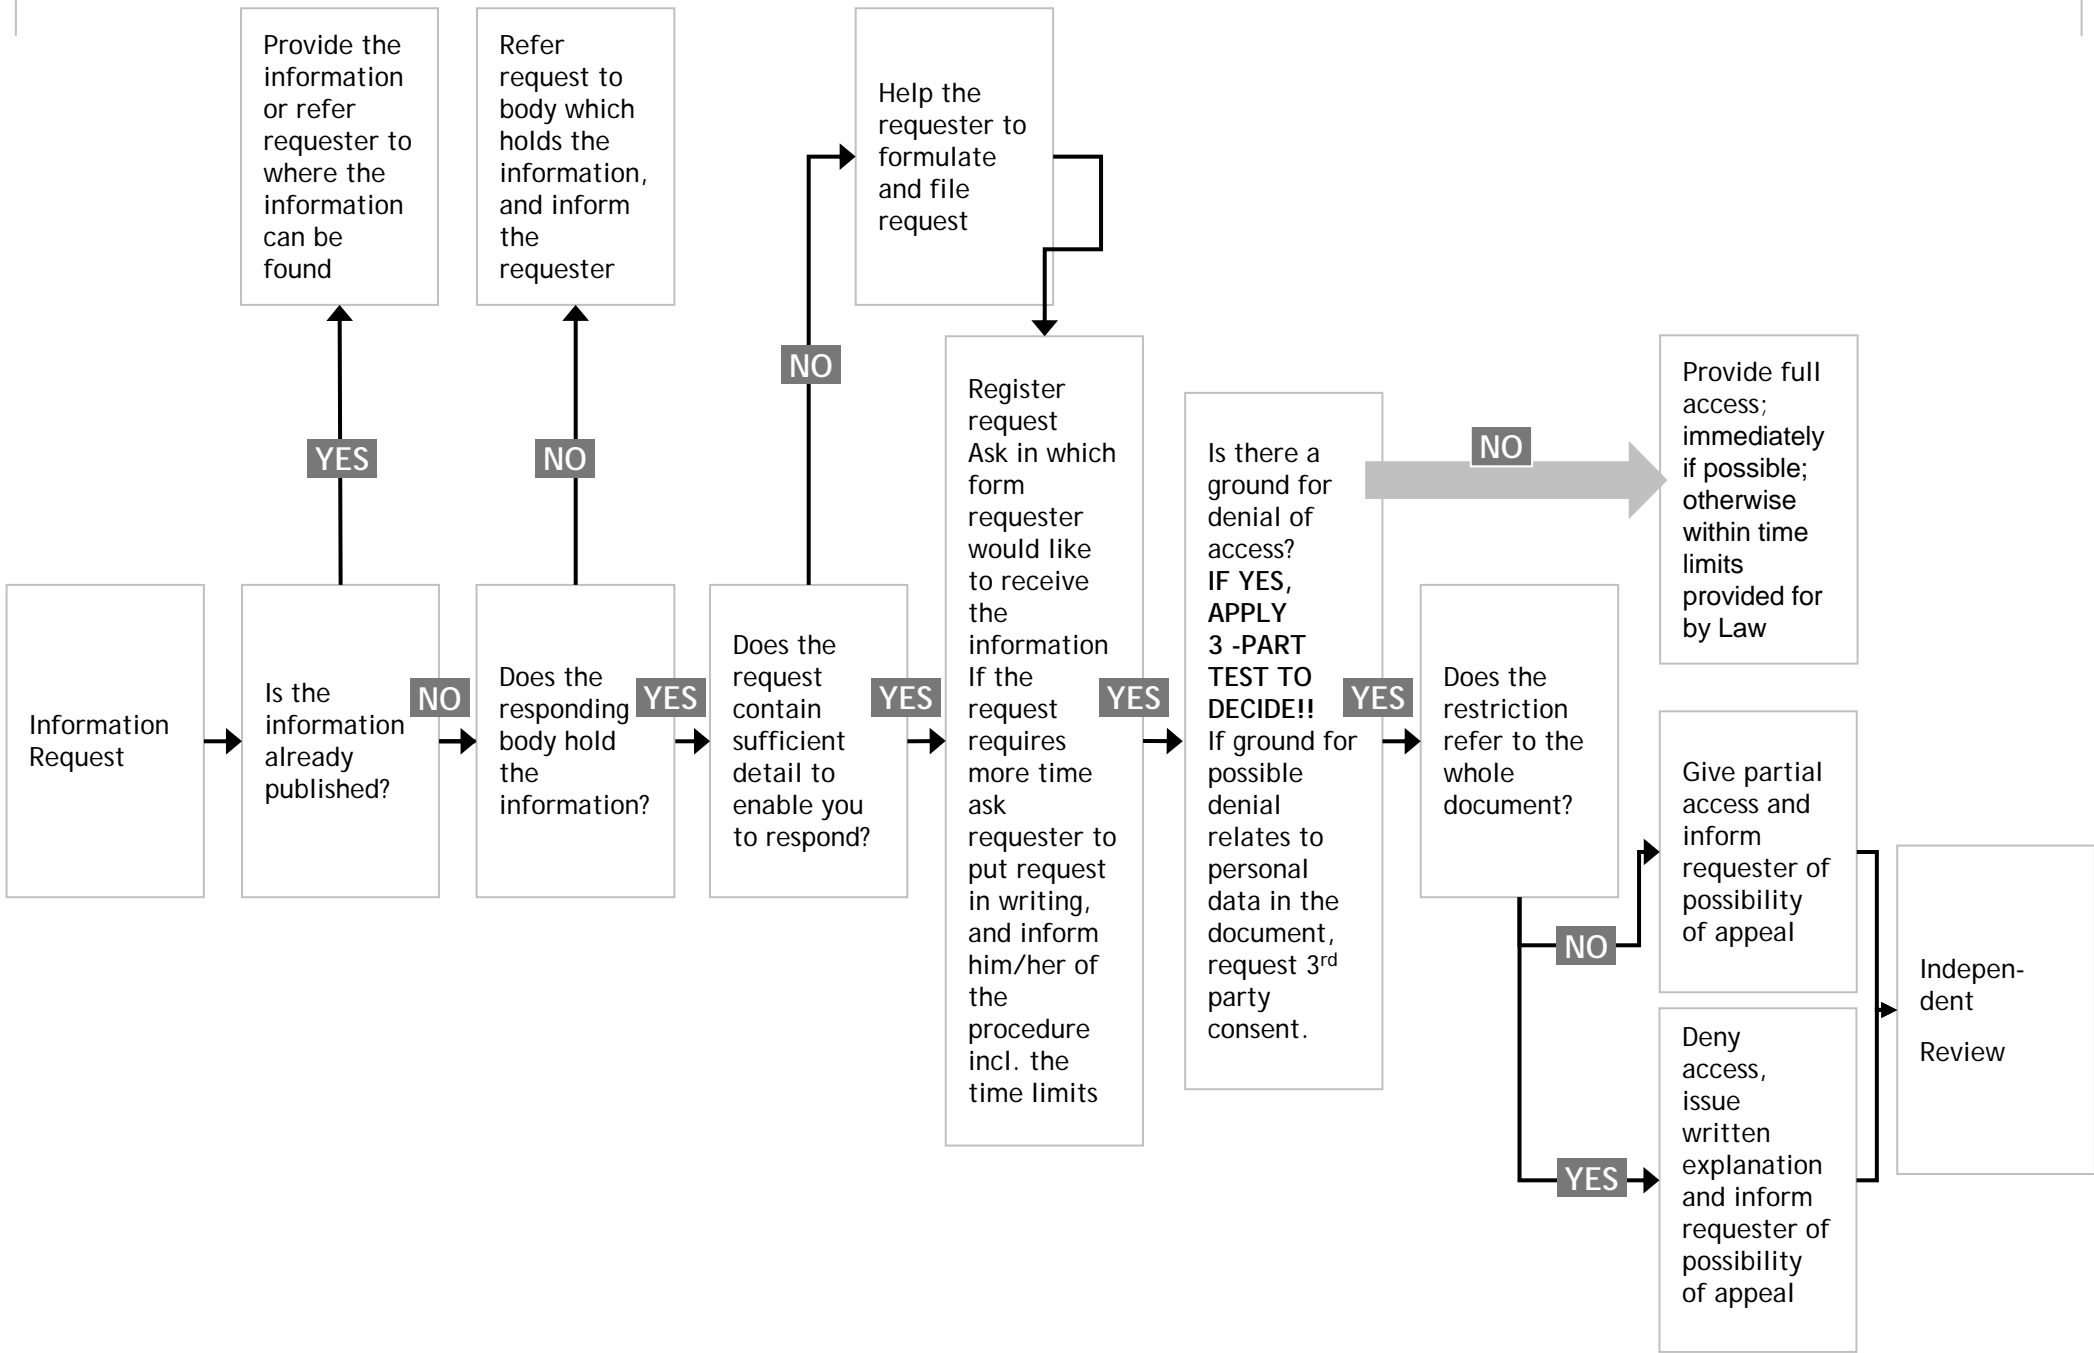 Provide the
information
or refer
requester to
where the
information
can be
found
Refer
request to
body which
holds the
information,
and inform
the
requester
Help the
requester to
formulate
and file
request
YES
NO
NO
Information
Request
Is the
information
already
published?
NO
Does the
responding
body hold
the
information?
YES
Does the
request
contain
sufficient
detail to
enable you
to respond?
YES
Register
request
Ask in which
form
requester
would like
to receive
the
information
If the
request
requires
more time
ask
requester to
put request
in writing,
and inform
him/her of
the
procedure
incl. the
time limits
YES
Is there a
ground for
denial of
access?
IF YES,
APPLY
3 -PART
TEST TO
DECIDE!!
If ground for
possible
denial
relates to
personal
data in the
document,
request 3rd
party
consent.
NO
Provide full
access;
immediately
if possible;
otherwise
within time
limits
provided for
by Law
YES
Does the
restriction
refer to the
whole
document?
NO
Give partial
access and
inform
requester of
possibility
of appeal
YES
Deny
access,
issue
written
explanation
and inform
requester of
possibility
of appeal
Indepen-
dent
Review